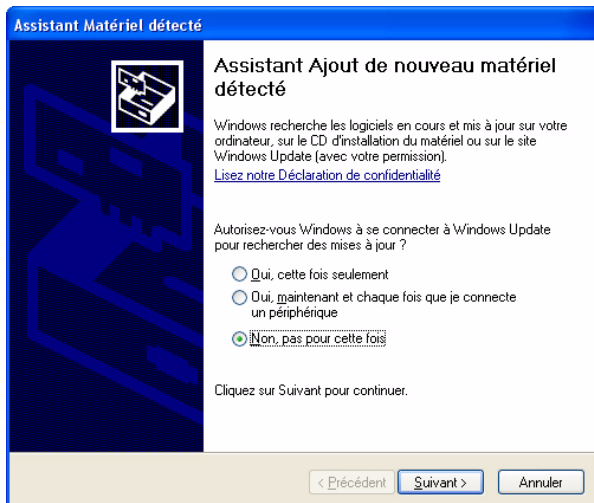 Assistant Matériel détecté
Assistant Ajout de nouveau matériel
détecté
Windows recherche les logiciels en cours et mis à jour sur votre
ordinateur, sur le CD d'installation du matériel ou sur le site
Windows Update (avec votre permission).
Lisez notre Déclaration de confidentialité
Autorisez-vous Windows à se connecter à Windows Update
pour rechercher des mises à jour ?
Oui, cette fois seulement
Oui, maintenant et chaque fois que je connecte
un périphérique
Non, pas pour cette fois
Cliquez sur Suivant pour continuer.
< Précédent Suivant > Annuler